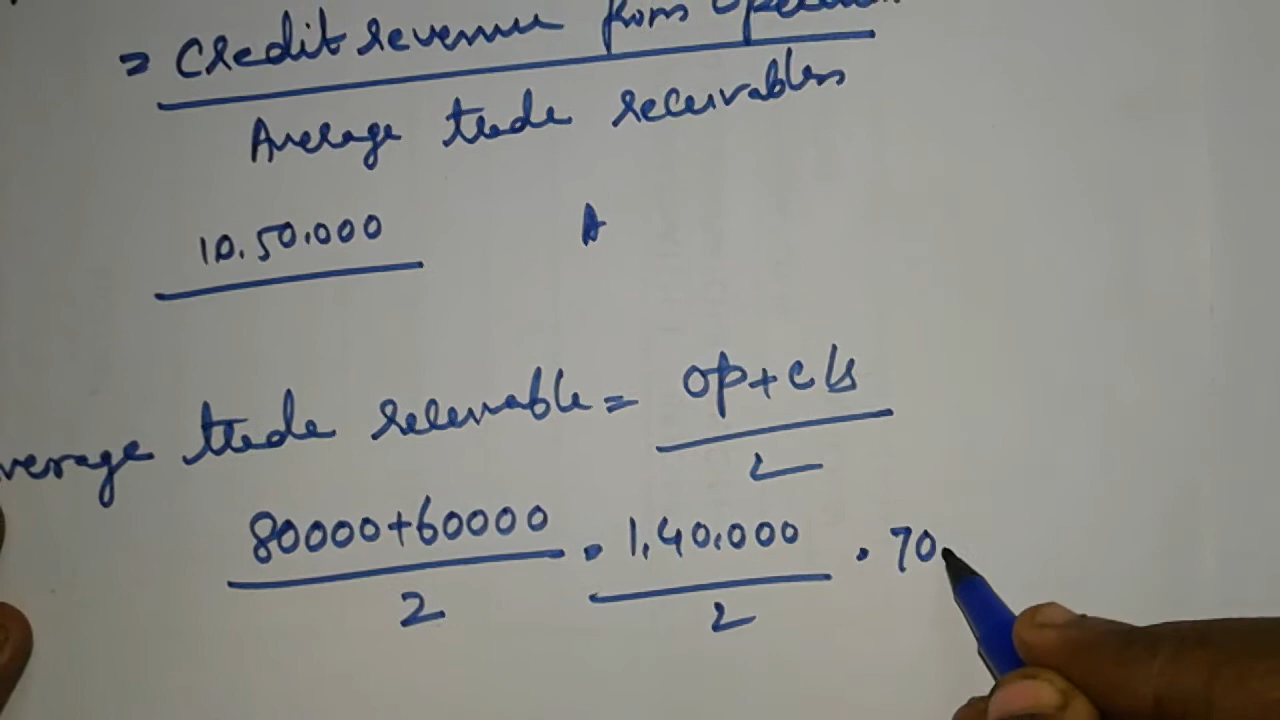 = Credit revenue from
Average trade receivables
10.50.000 A
Average trade receivable = op+cls
2
80000+60000 . 1,40.000 . 70
2 2